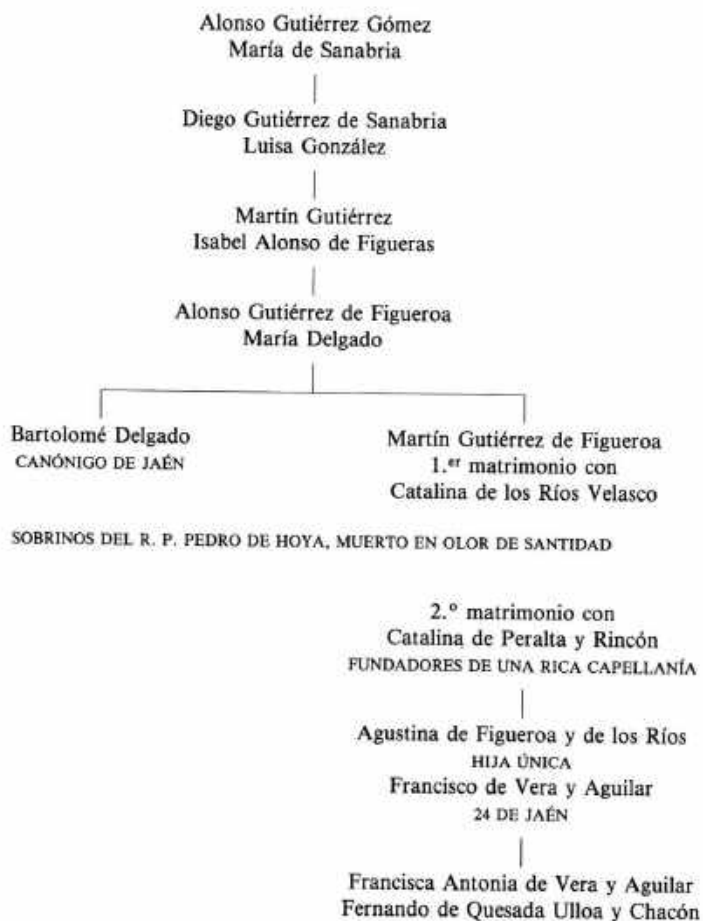 Alonso Gutiérrez Gómez
María de Sanabria
Diego Gutiérrez de Sanabria
Luisa González
Martín Gutiérrez
Isabel Alonso de Figueras
Alonso Gutiérrez de Figueroa
María Delgado
Bartolomé Delgado
CANÓNIGO DE JAÉN
Martín Gutiérrez de Figueroa
1.er matrimonio con
Catalina de los Ríos Velasco
SOBRINOS DEL R. P. PEDRO DE HOYA, MUERTO EN OLOR DE SANTIDAD
2.º matrimonio con
Catalina de Peralta y Rincón
FUNDADORES DE UNA RICA CAPELLANÍA
Agustina de Figueroa y de los Ríos
HIJA ÚNICA
Francisco de Vera y Aguilar
24 DE JAÉN
Francisca Antonia de Vera y Aguilar
Fernando de Quesada Ulloa y Chacón